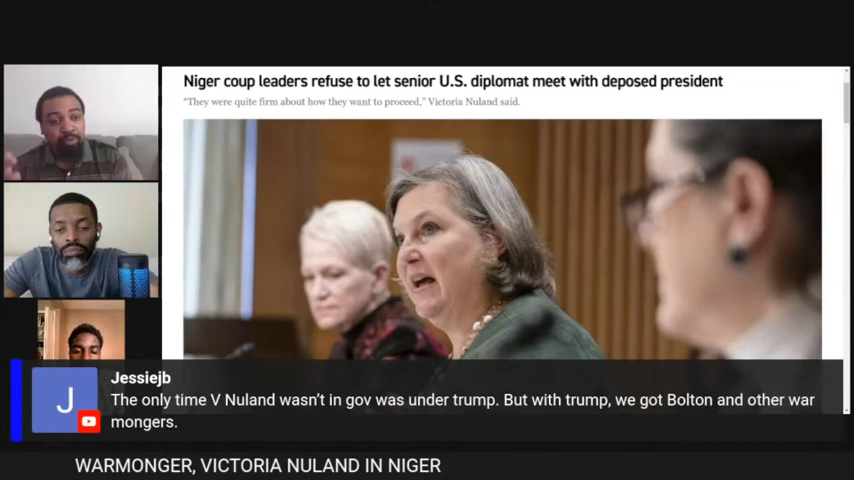 Niger coup leaders refuse to let senior U.S. diplomat meet with deposed president
“They were quite firm about how they want to proceed,” Victoria Nuland said.
J
Jessiejb
The only time V Nuland wasn't in gov was under trump. But with trump, we got Bolton and other war
mongers.
WARMONGER, VICTORIA NULAND IN NIGER